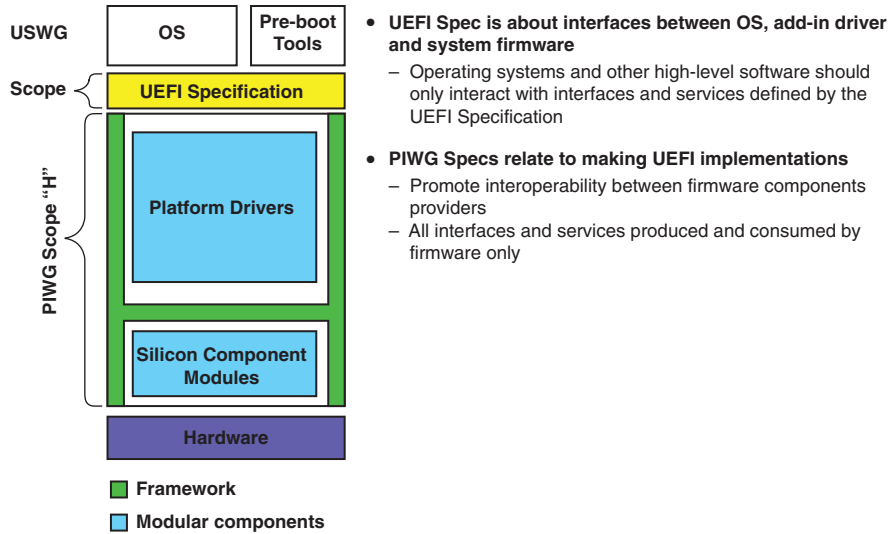 USWG
OS
Pre-boot
Tools
Scope
UEFI Specification
PIWG Scope “H”
Platform Drivers
Silicon Component
Modules
Hardware
Framework
Modular components
• UEFI Spec is about interfaces between OS, add-in driver
and system firmware
– Operating systems and other high-level software should
only interact with interfaces and services defined by the
UEFI Specification
• PIWG Specs relate to making UEFI implementations
– Promote interoperability between firmware components
providers
– All interfaces and services produced and consumed by
firmware only